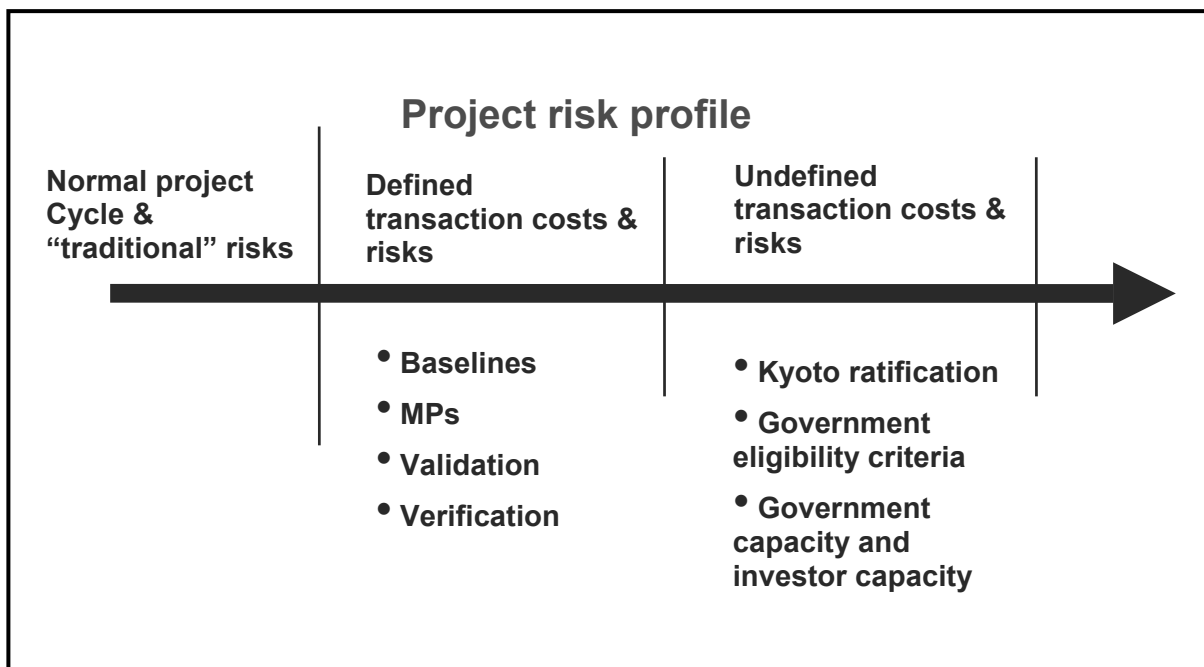 Project risk profile
Normal project
Cycle &
“traditional” risks
Defined
transaction costs &
risks
Undefined
transaction costs &
risks
• Baselines
• MPs
• Validation
• Verification
• Kyoto ratification
• Government
eligibility criteria
• Government
capacity and
investor capacity